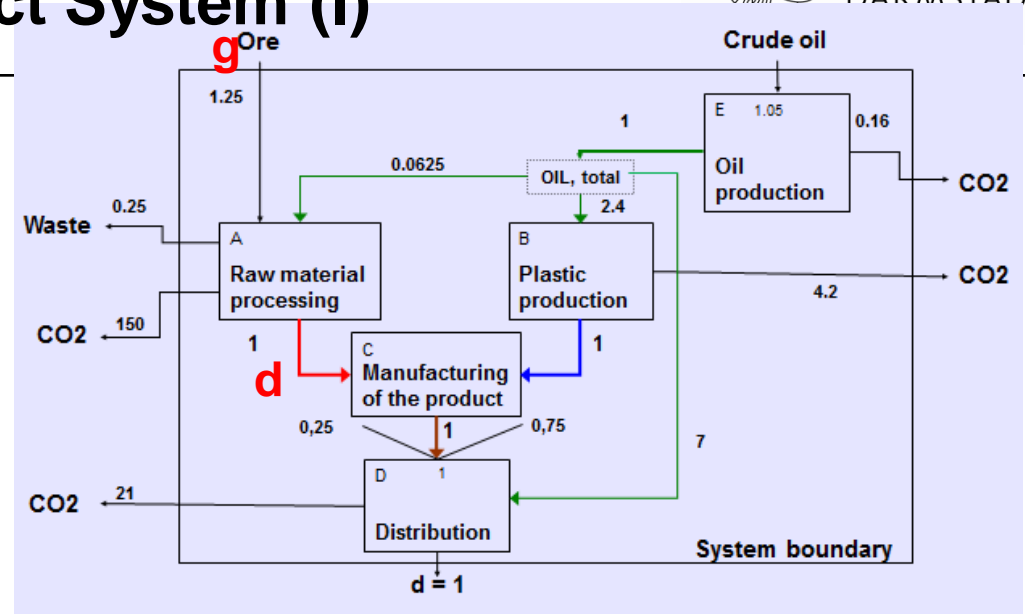 ct System (I)
g
Ore
Crude oil
1.25
E
1.05
0.16
1
Oil
production
CO2
0.0625
OIL, total
2.4
Waste
0.25
A
Raw material
processing
B
Plastic
production
CO2
4.2
CO2
150
1
1
d
C
Manufacturing
of the product
0,25
1
0,75
7
D
1
Distribution
CO2
21
System boundary
d = 1